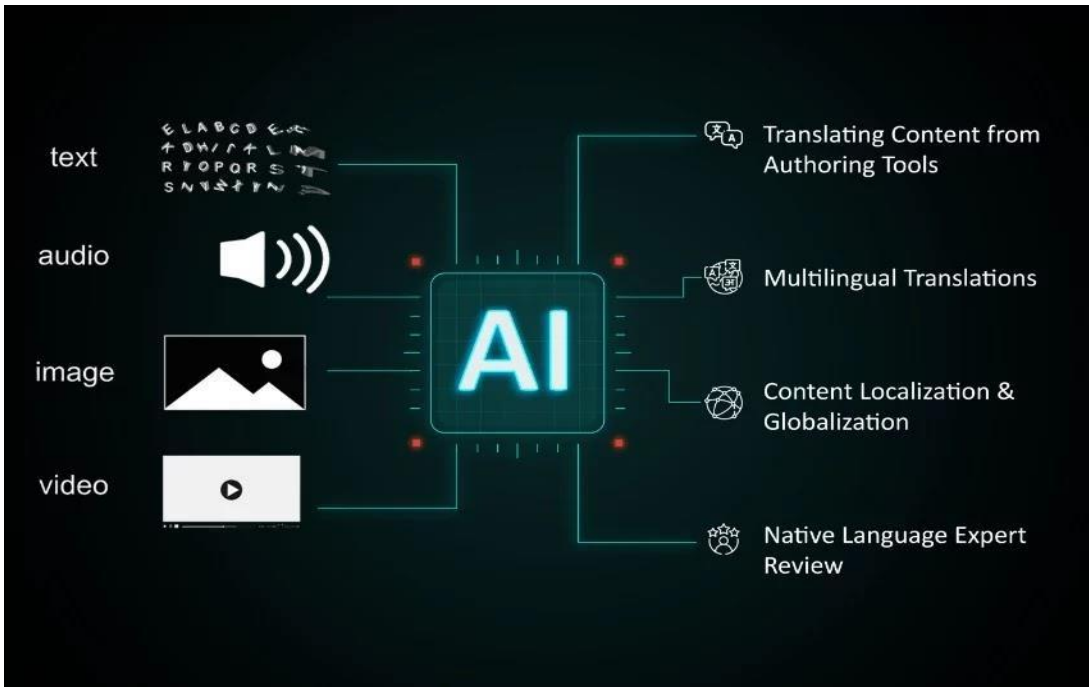 text
E L A B C D E
R Y O P Q R S T
audio
image
video
AI
Translating Content from
Authoring Tools
Multilingual Translations
Content Localization &
Globalization
Native Language Expert
Review